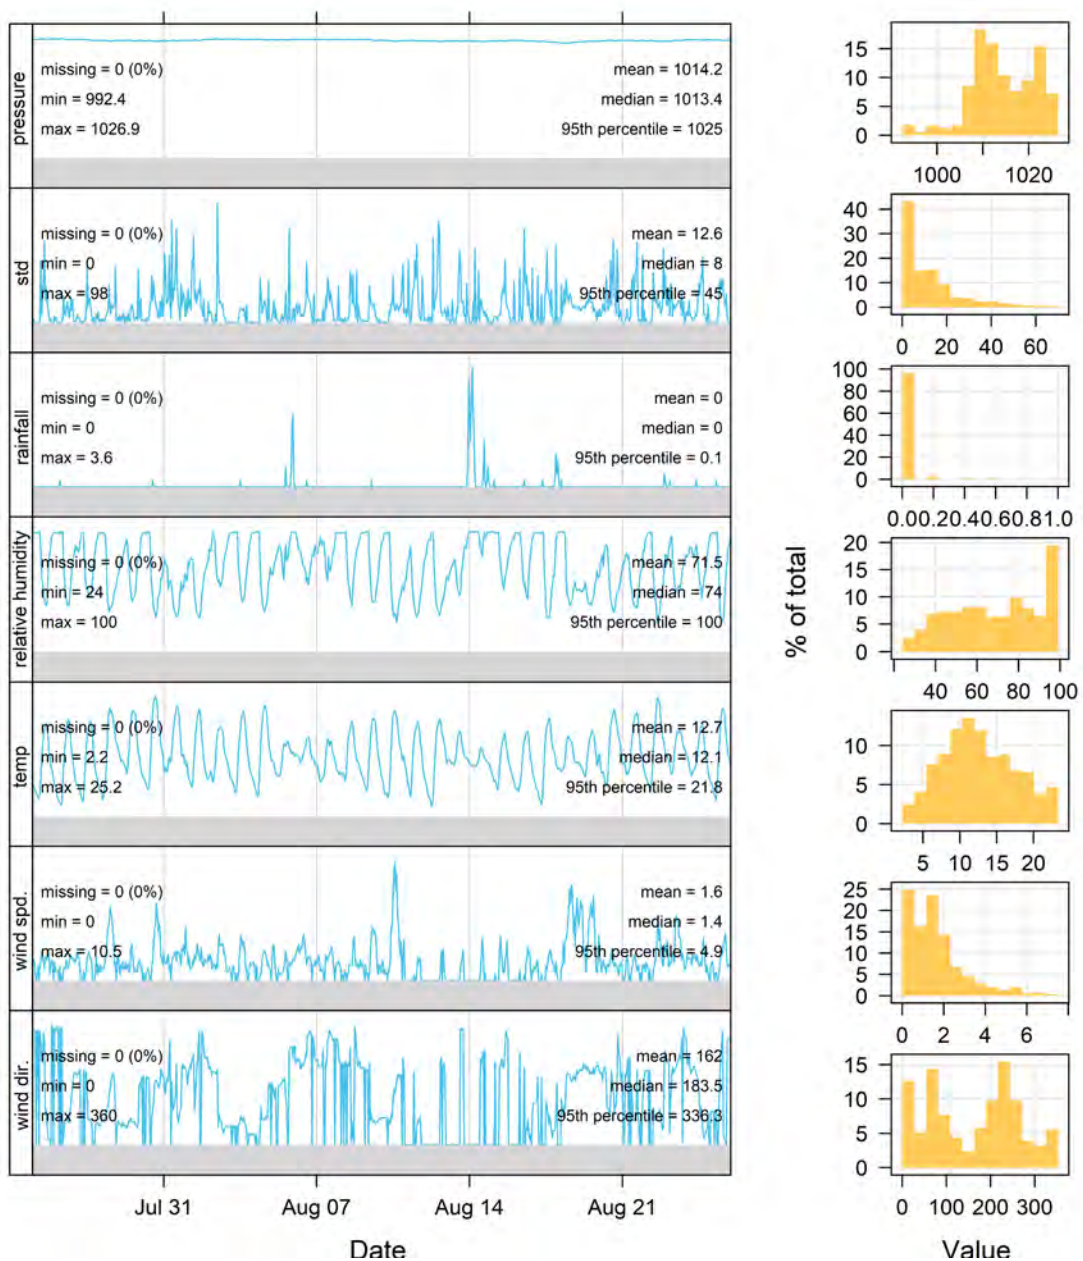 pressure
missing = 0 (0%)
min = 992.4
max = 1026.9
mean = 1014.2
median = 1013.4
95th percentile = 1025
15
10
5
0
1000 1020
std
missing = 0 (0%)
min = 0
max = 98
mean = 12.6
median = 8
95th percentile = 45
40
30
20
10
0
0 20 40 60
rainfall
missing = 0 (0%)
min = 0
max = 3.6
mean = 0
median = 0
95th percentile = 0.1
100
80
60
40
20
0
0.0 0.2 0.4 0.6 0.8 1.0
relative humidity
missing = 0 (0%)
min = 24
max = 100
mean = 71.5
median = 74
95th percentile = 100
20
15
10
5
0
40 60 80 100
temp
missing = 0 (0%)
min = 2.2
max = 25.2
mean = 12.7
median = 12.1
95th percentile = 21.8
10
5
0
5 10 15 20
wind spd.
missing = 0 (0%)
min = 0
max = 10.5
mean = 1.6
median = 1.4
95th percentile = 4.9
25
20
15
10
5
0
0 2 4 6
wind dir.
missing = 0 (0%)
min = 0
max = 360
mean = 162
median = 183.5
95th percentile = 336.3
15
10
5
0
0 100 200 300
Jul 31 Aug 07 Aug 14 Aug 21
Date
% of total
Value